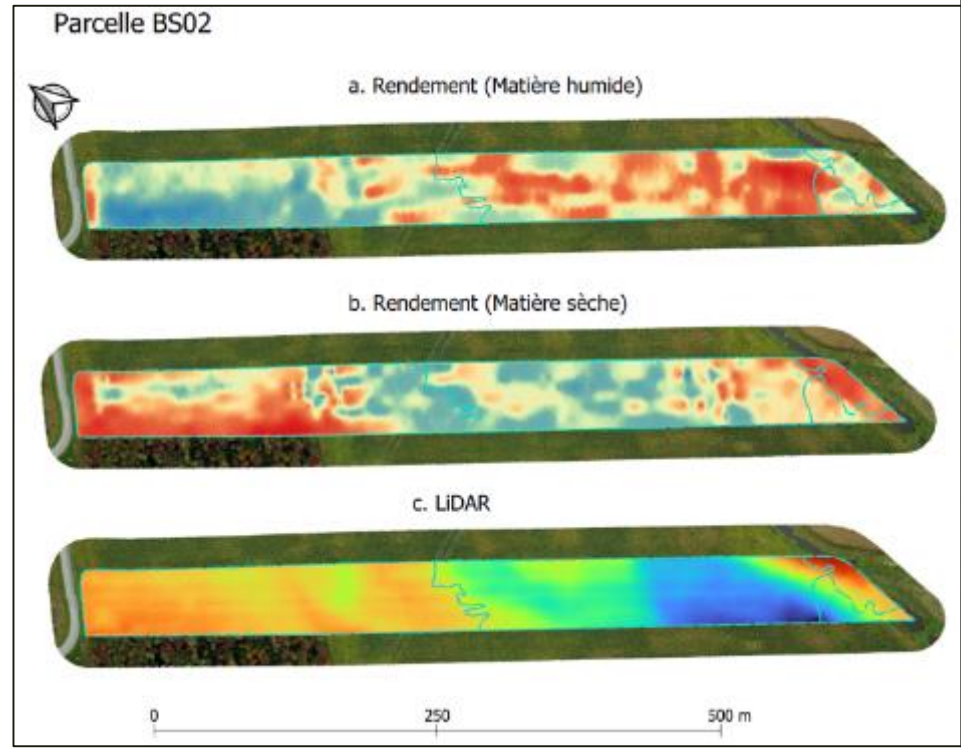 Parcelle BS02
a. Rendement (Matière humide)
b. Rendement (Matière sèche)
c. LiDAR
0 250 500 m